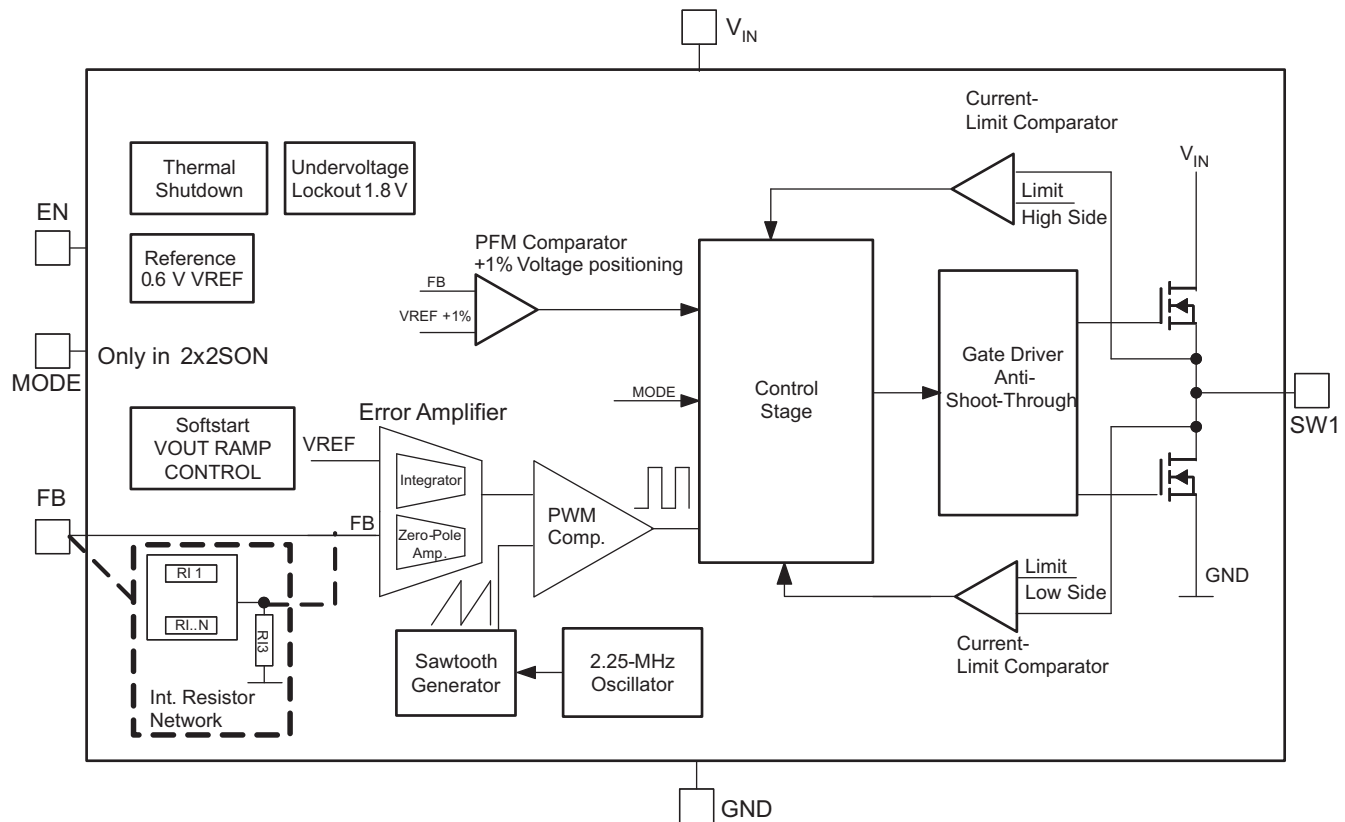 V_IN
Current-
Limit Comparator
V_IN
Thermal
Shutdown
Undervoltage
Lockout 1.8 V
Limit
High Side
EN
Reference
0.6 V VREF
PFM Comparator
+1% Voltage positioning
FB
VREF +1%
MODE
Only in 2x2SON
Gate Driver
Anti-
Shoot-Through
Control
Stage
MODE
SW1
Softstart
VOUT RAMP
CONTROL
Error Amplifier
VREF
Integrator
FB
FB
Zero-Pole
Amp.
PWM
Comp.
RI 1
RI..N
RI3
Int. Resistor
Network
Sawtooth
Generator
2.25-MHz
Oscillator
Limit
Low Side
GND
Current-
Limit Comparator
GND